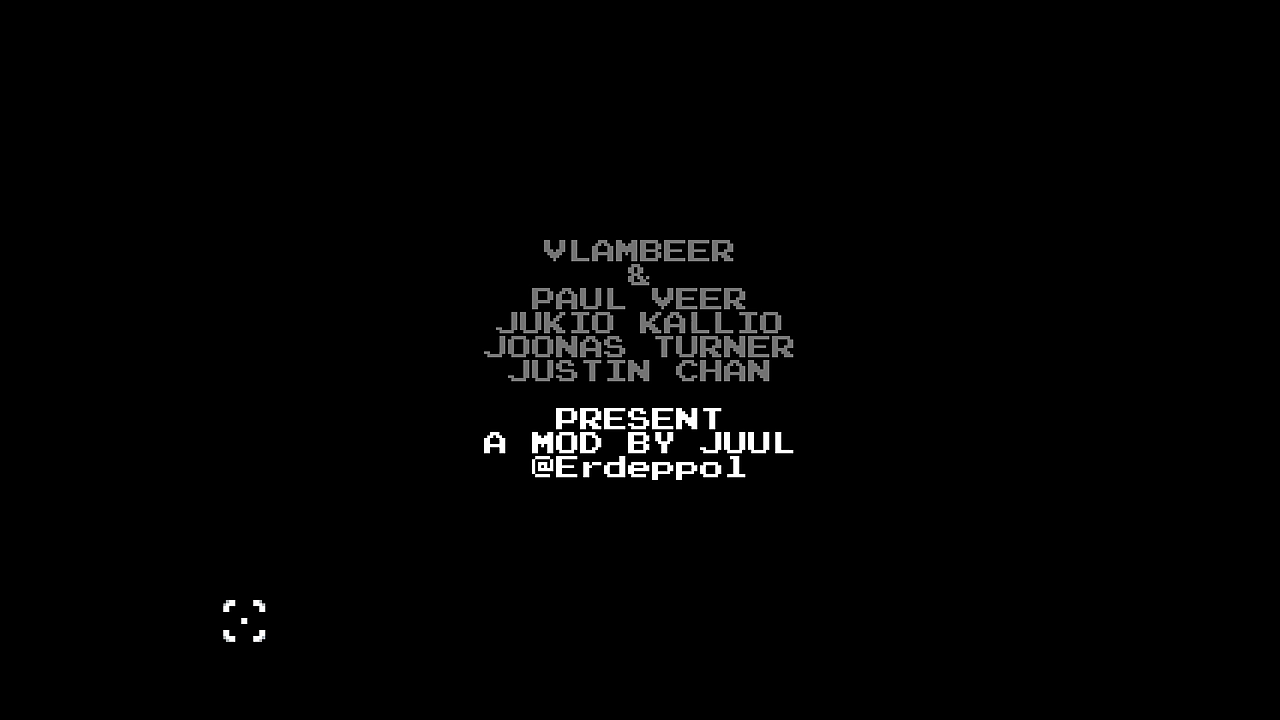 VLAMBEER
&
PAUL VEER
JUKIO KALLIO
JOONAS TURNER
JUSTIN CHAN
PRESENT
A MOD BY JUUL
@Erdeppol